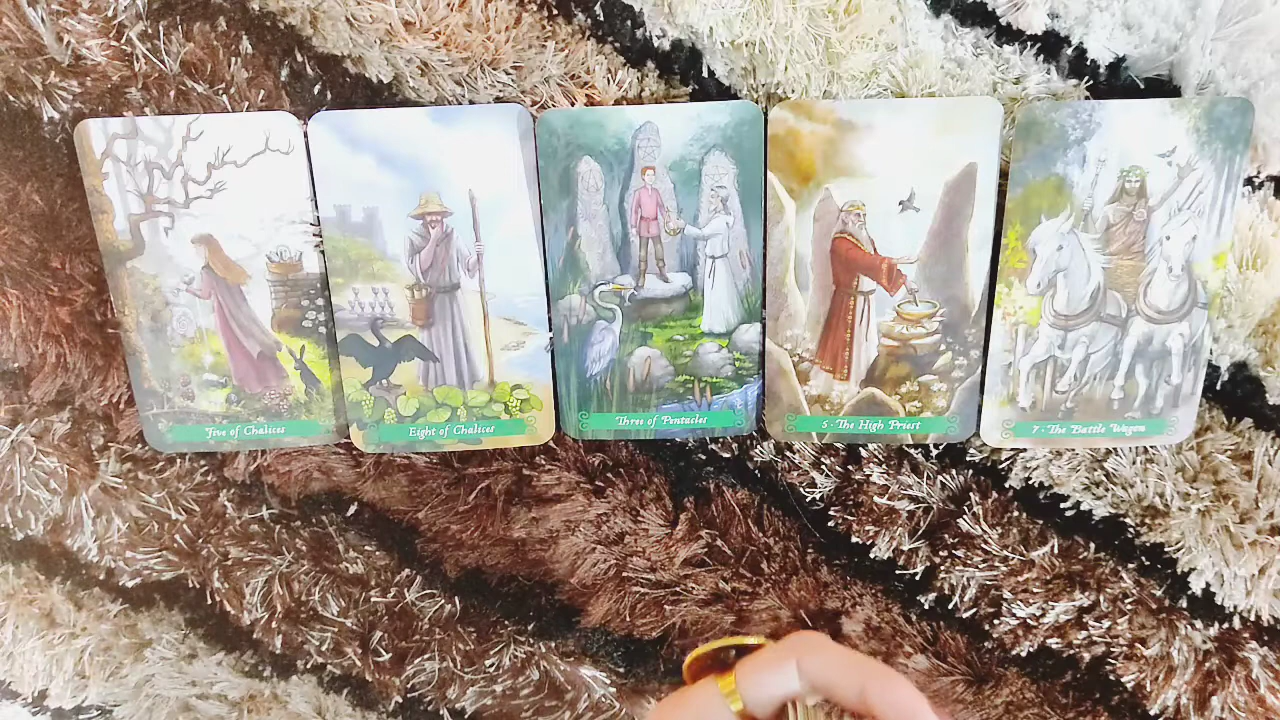 Five of Chalices
Eight of Chalices
Three of Pentacles
5 · The High Priest
7 · The Battle Wagon